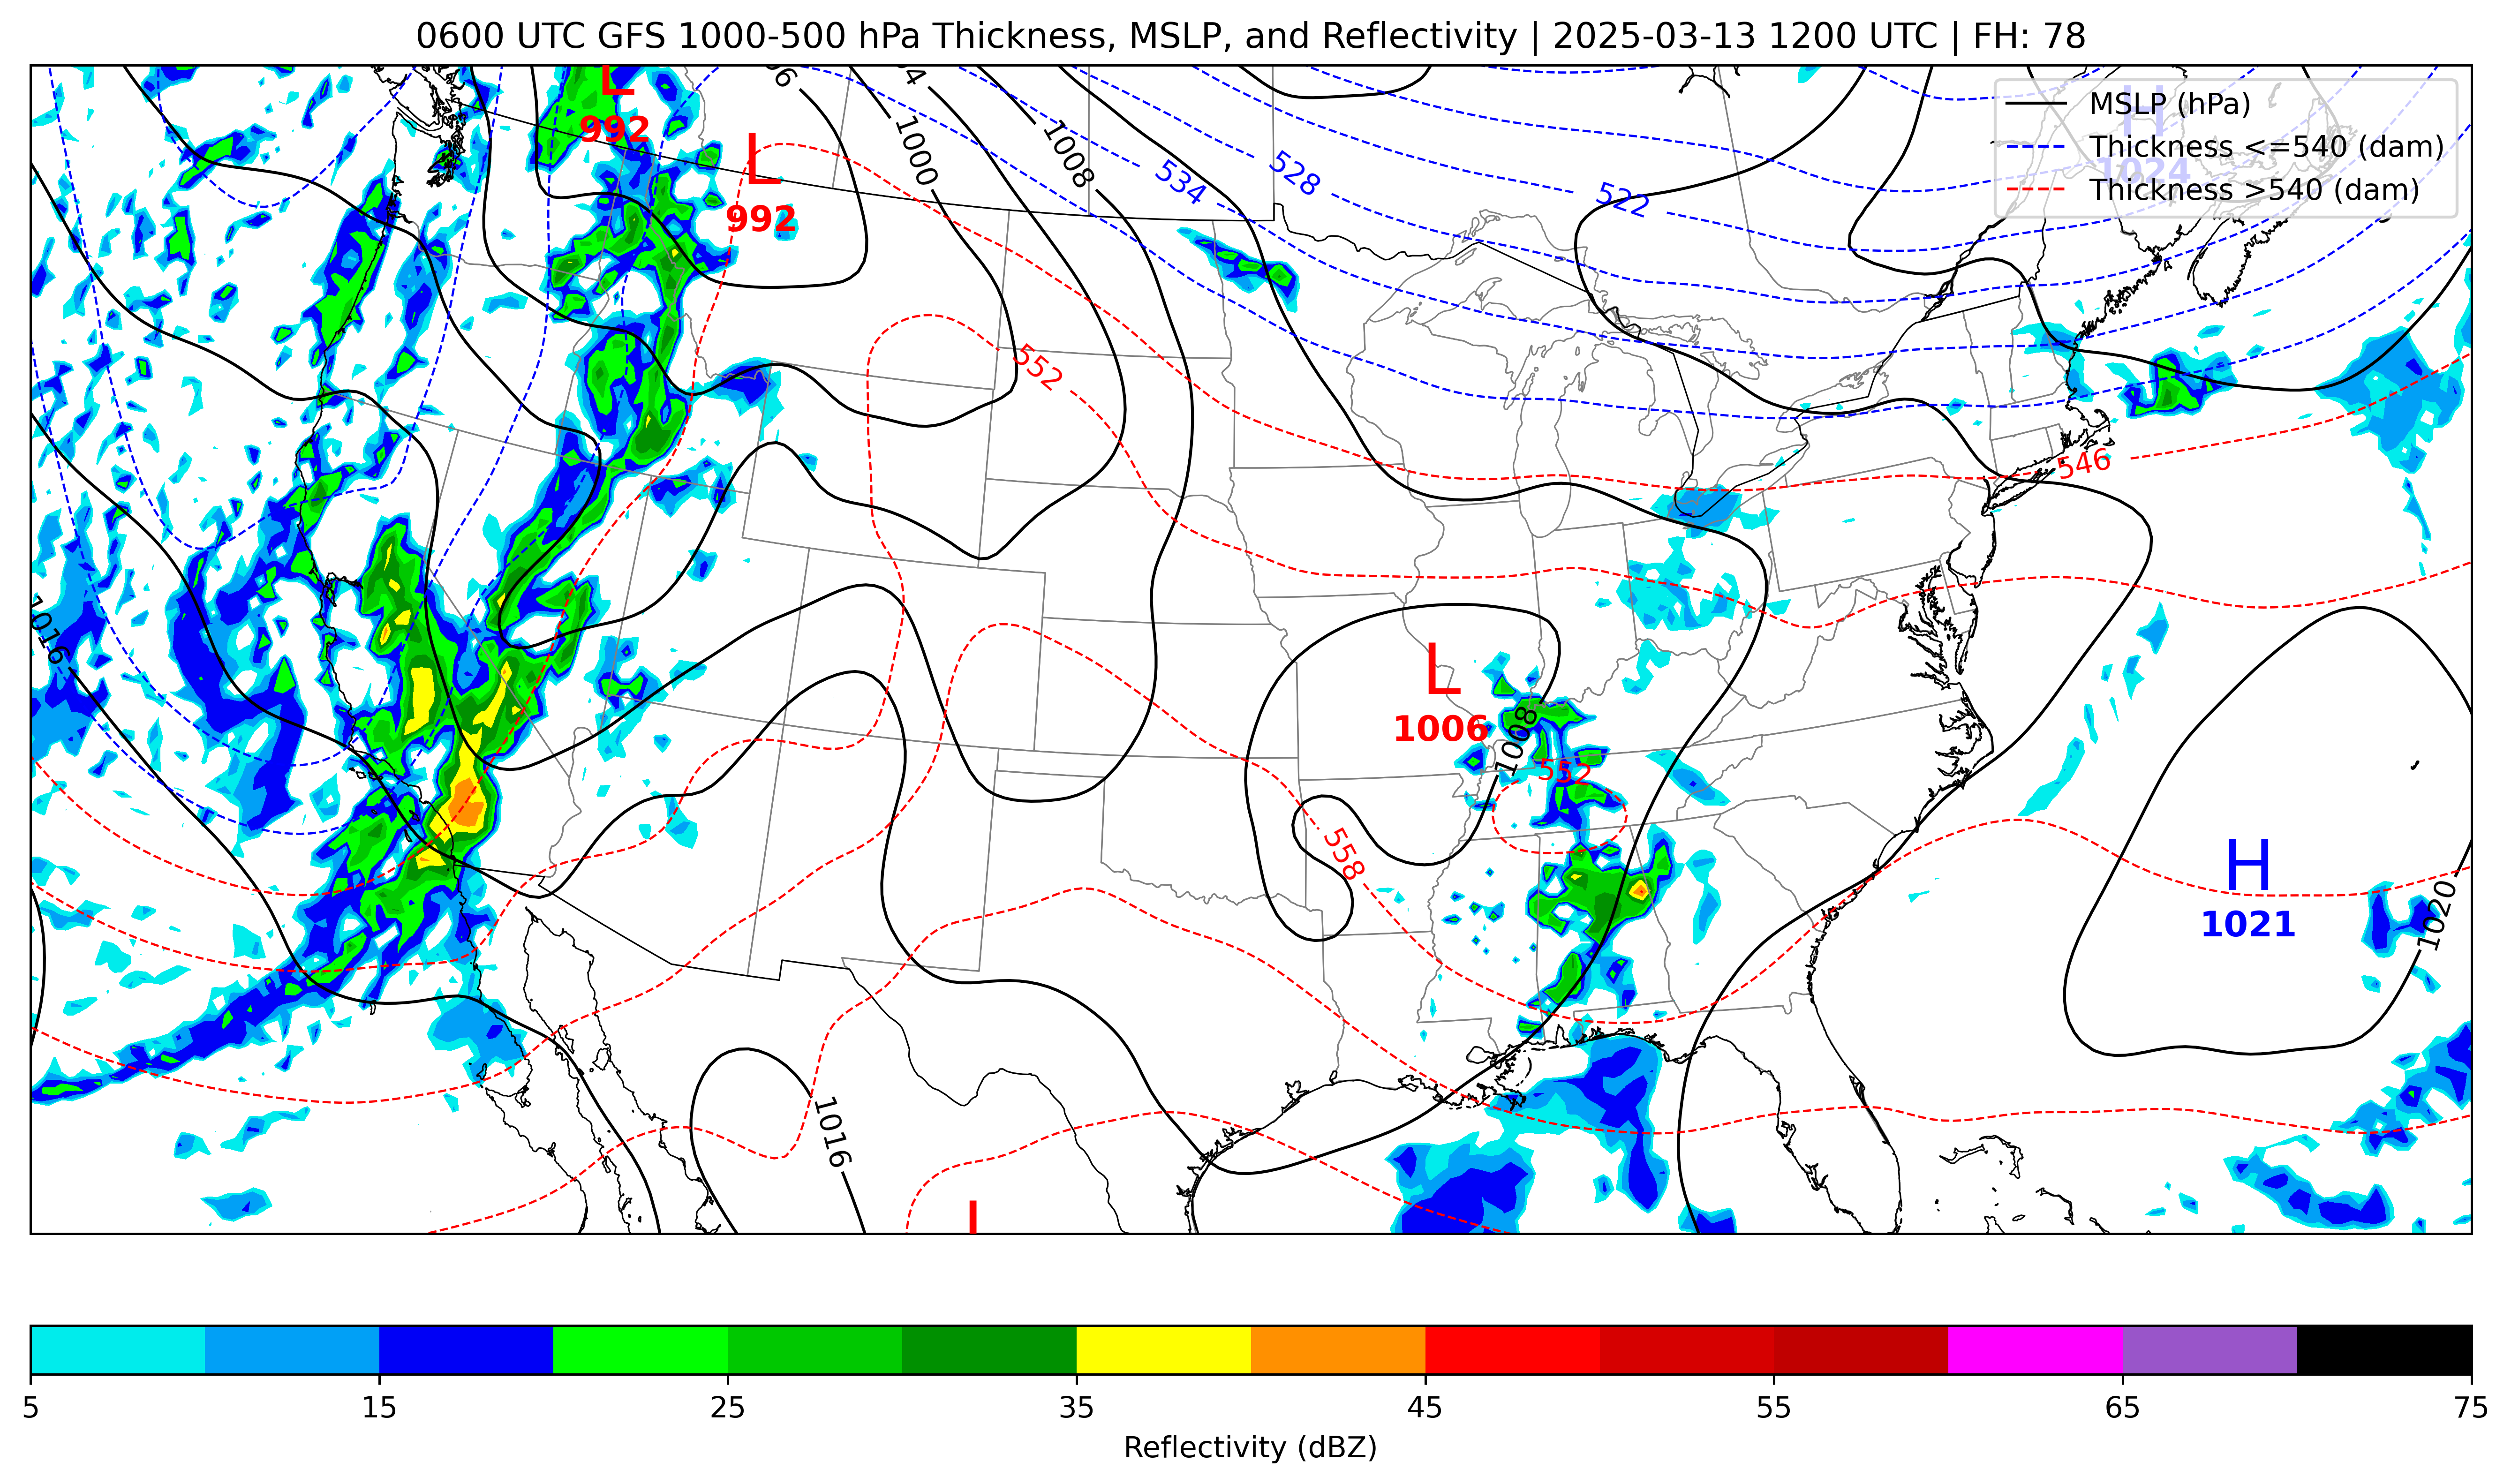 0600 UTC GFS 1000-500 hPa Thickness, MSLP, and Reflectivity | 2025-03-13 1200 UTC | FH: 78
MSLP (hPa)
Thickness <=540 (dam)
Thickness >540 (dam)
L
992
L
992
H
1024
1000
1008
534
528
522
552
546
1016
L
1006
1008
552
558
H
1021
1020
1016
5
15
25
35
45
55
65
75
Reflectivity (dBZ)